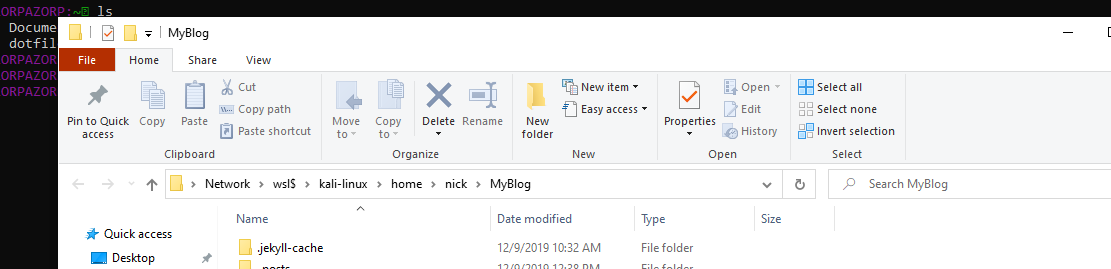 ORPAZORP:~ ls
Docume
dotfil
ORPAZORP
ORPAZORP
ORPAZORP
MyBlog
File Home Share View
Pin to Quick access
Copy
Paste
Cut
Copy path
Paste shortcut
Clipboard
Move to
Copy to
Delete
Rename
Organize
New folder
New item
Easy access
New
Properties
Open
Edit
History
Open
Select all
Select none
Invert selection
Select
Network > wsl$ > kali-linux > home > nick > MyBlog
Search MyBlog
Quick access
Desktop
Name Date modified Type Size
.jekyll-cache 12/9/2019 10:32 AM File folder
_posts 12/9/2019 12:38 PM File folder